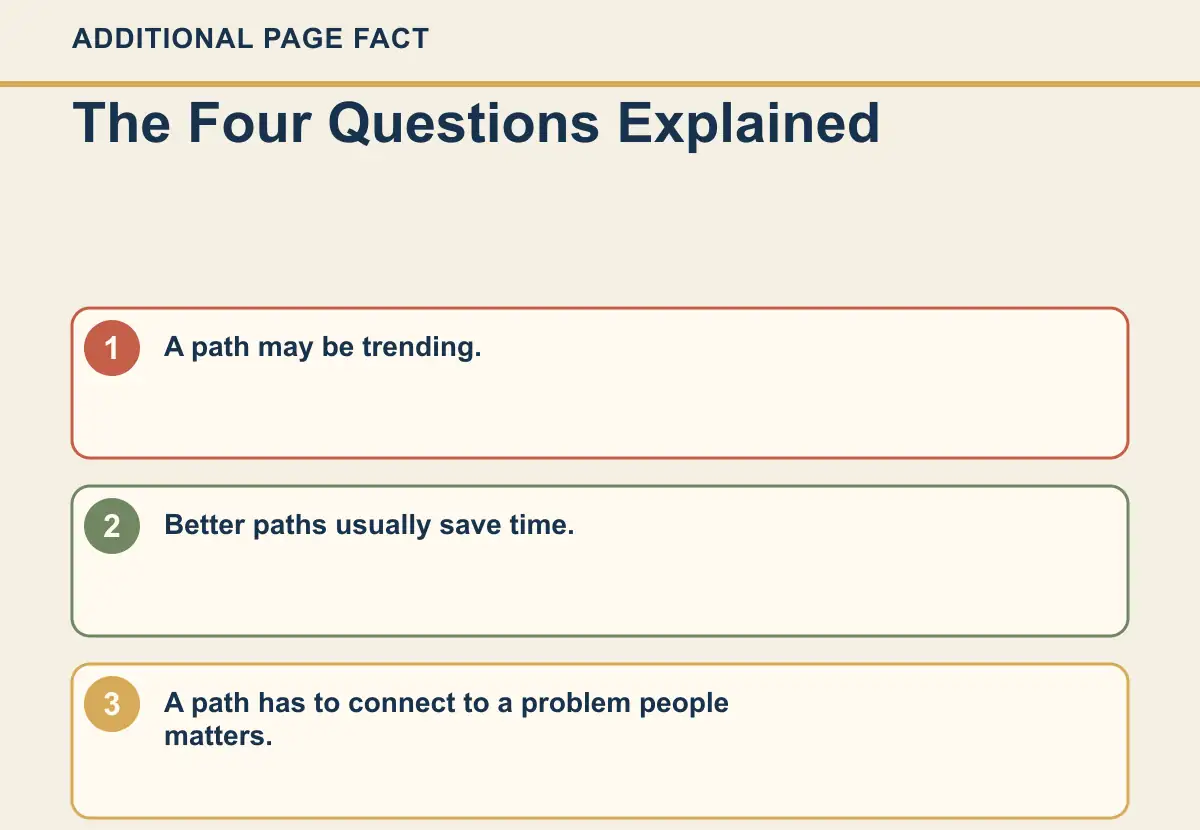 ADDITIONAL PAGE FACT
The Four Questions Explained
1
A path may be trending.
2
Better paths usually save time.
3
A path has to connect to a problem people
matters.